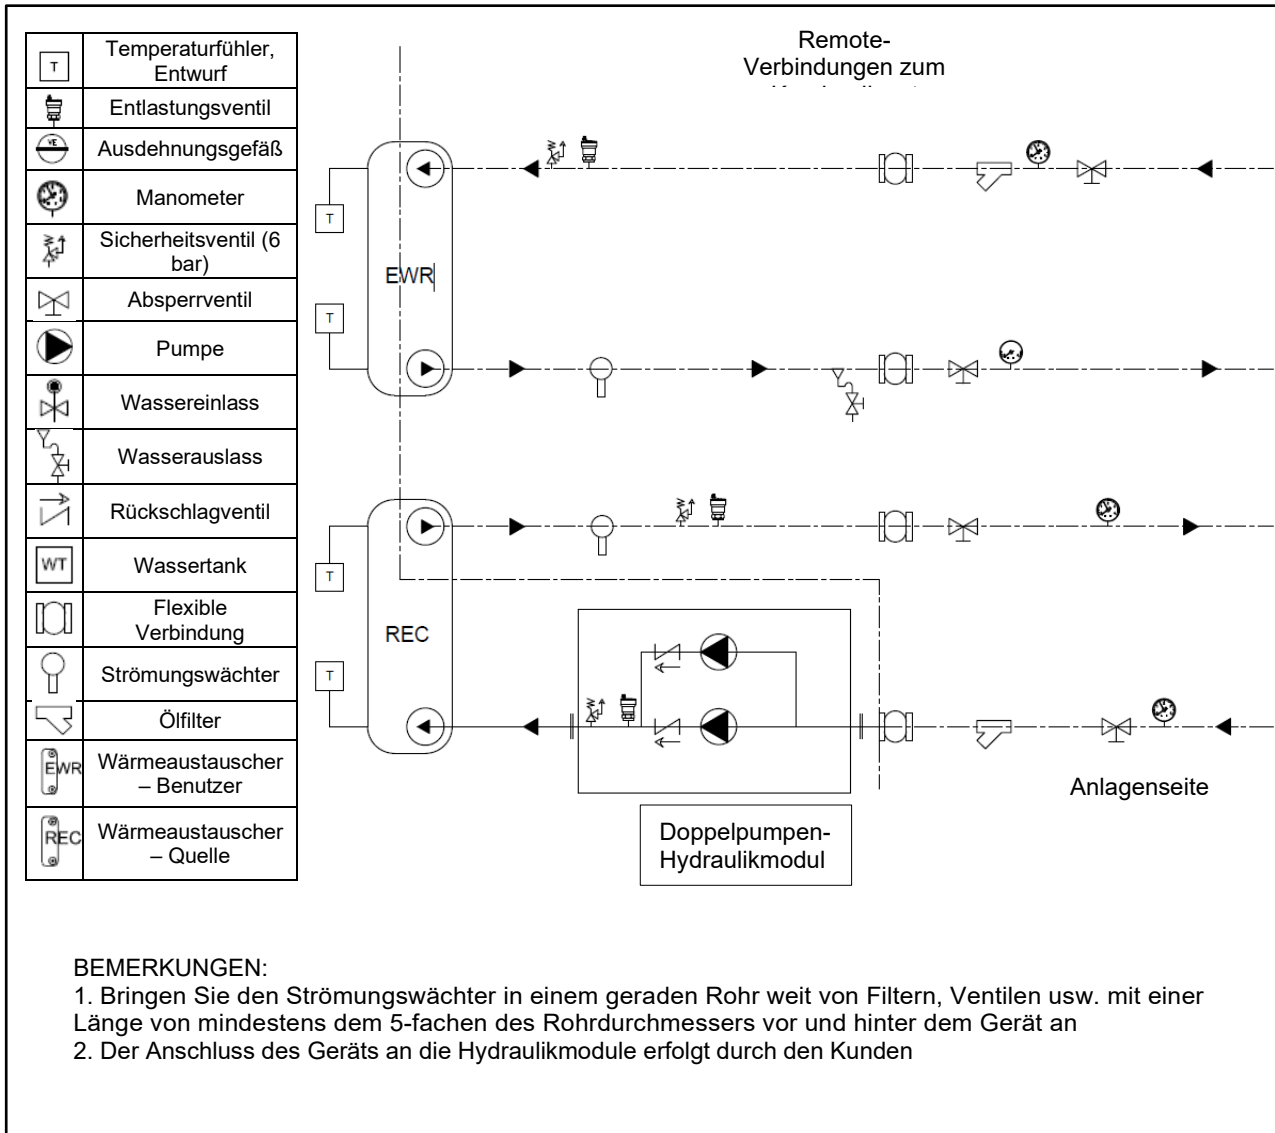 T
Temperaturfühler,
Entwurf
Entlastungsventil
VE
Ausdehnungsgefäß
Manometer
Sicherheitsventil (6
bar)
Absperrventil
Pumpe
Wassereinlass
Wasserauslass
Rückschlagventil
WT
Wassertank
Flexible
Verbindung
Strömungswächter
Ölfilter
EWR
Wärmeaustauscher
– Benutzer
REC
Wärmeaustauscher
– Quelle
Remote-
Verbindungen zum
T
EWR
T
T
REC
T
Anlagenseite
Doppelpumpen-
Hydraulikmodul
BEMERKUNGEN:
1. Bringen Sie den Strömungswächter in einem geraden Rohr weit von Filtern, Ventilen usw. mit einer
Länge von mindestens dem 5-fachen des Rohrdurchmessers vor und hinter dem Gerät an
2. Der Anschluss des Geräts an die Hydraulikmodule erfolgt durch den Kunden